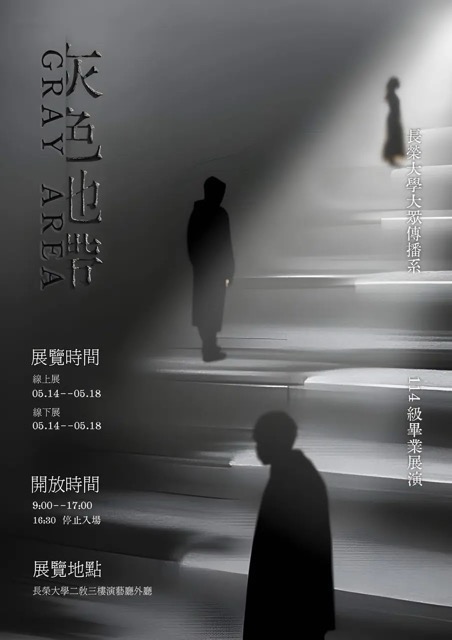 灰色地帶
GRAY AREA
長榮大學大眾傳播系
114 級畢業展演
展覽時間
線上展
05.14--05.18
線下展
05.14--05.18
開放時間
9:00--17:00
16:30 停止入場
展覽地點
長榮大學二教三樓演藝廳外廳